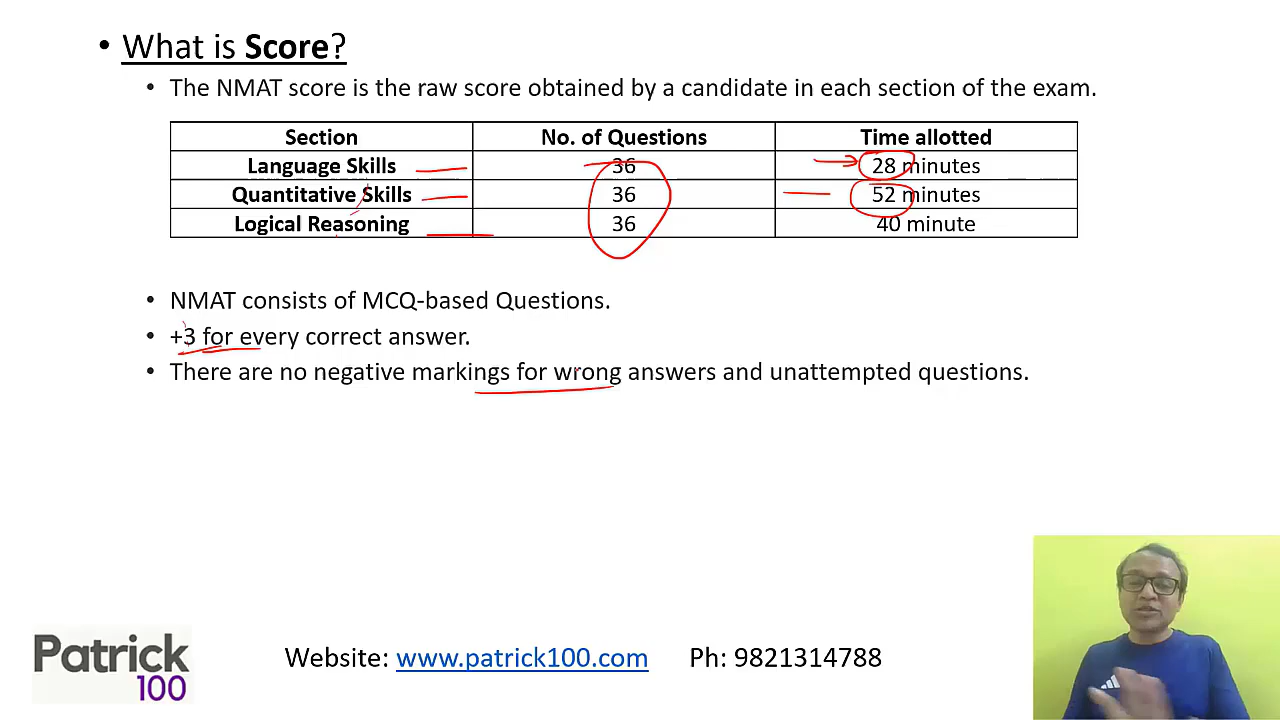 • What is Score?
• The NMAT score is the raw score obtained by a candidate in each section of the exam.
Section No. of Questions Time allotted
Language Skills 36 28 minutes
Quantitative Skills 36 52 minutes
Logical Reasoning 36 40 minute
• NMAT consists of MCQ-based Questions.
• +3 for every correct answer.
• There are no negative markings for wrong answers and unattempted questions.
Patrick
100
Website: www.patrick100.com Ph: 9821314788